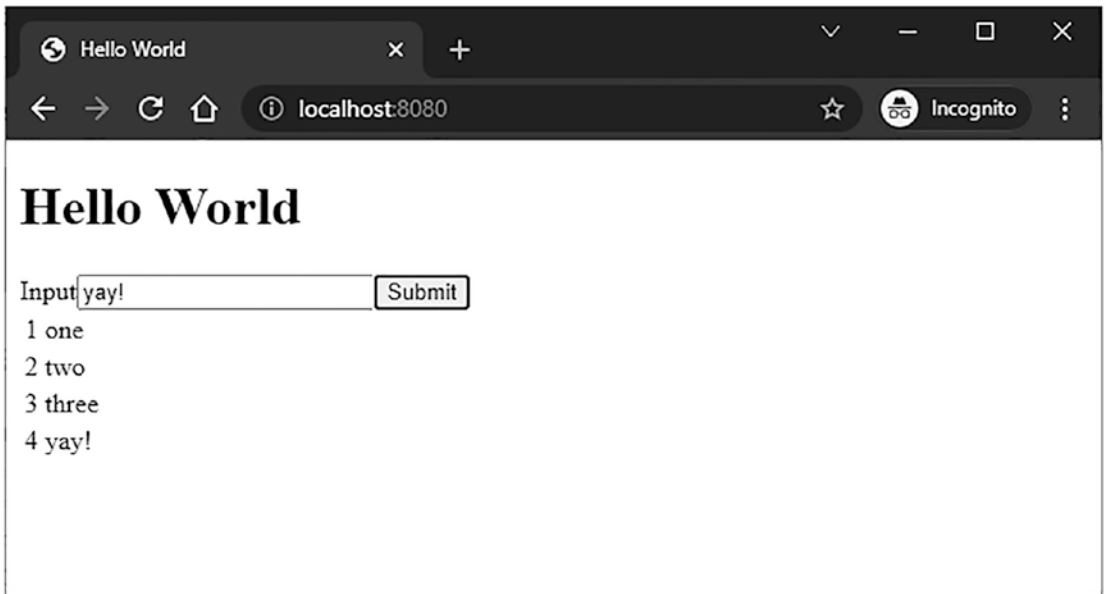 Hello World
localhost:8080
Incognito
Hello World
Input yay! Submit
1 one
2 two
3 three
4 yay!